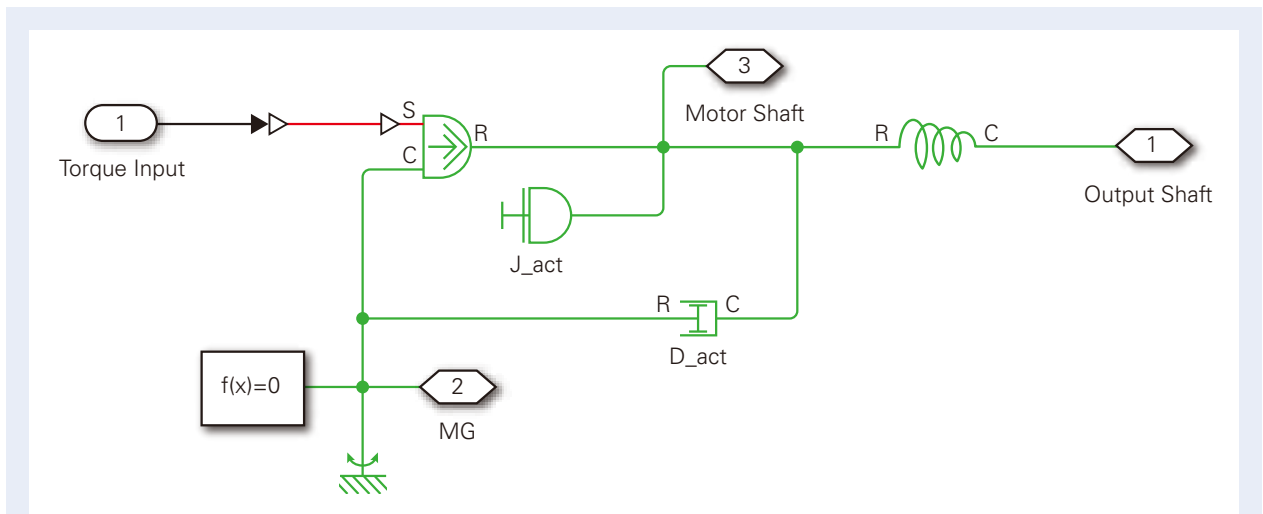 3
Motor Shaft
1
Torque Input
S
C
R
R
C
1
Output Shaft
J_act
R
C
D_act
f(x)=0
2
MG